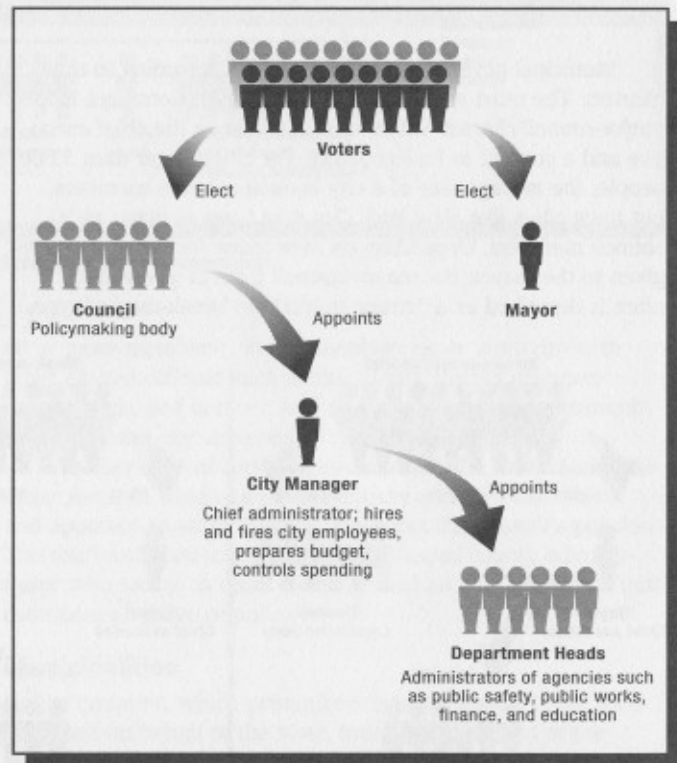 Voters
Elect
Elect
Council
Policymaking body
Mayor
Appoints
City Manager
Chief administrator; hires
and fires city employees,
prepares budget,
controls spending
Appoints
Department Heads
Administrators of agencies such
as public safety, public works,
finance, and education